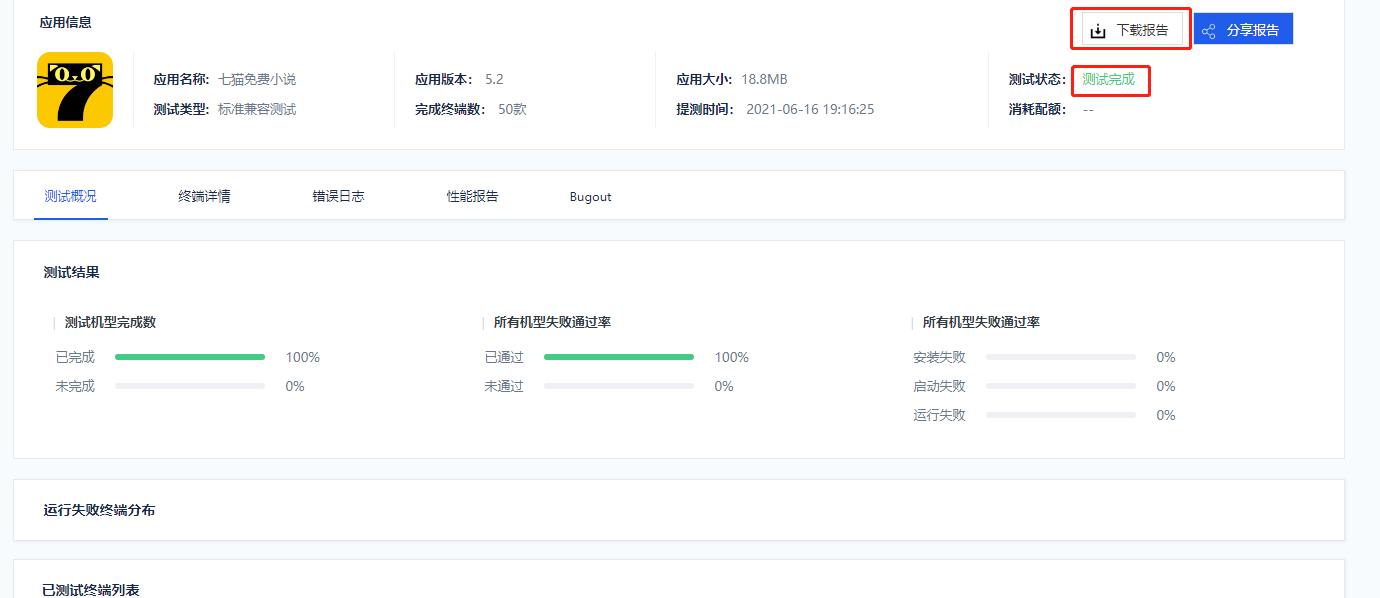 应用信息
下载报告 分享报告
应用名称: 七猫免费小说 应用版本: 5.2 应用大小: 18.8MB 测试状态: 测试完成
测试类型: 标准兼容测试 完成终端数: 50款 提测时间: 2021-06-16 19:16:25 消耗配额: --
测试概况 终端详情 错误日志 性能报告 Bugout
测试结果
测试机型完成数 所有机型失败通过率 所有机型失败通过率
已完成 100% 已通过 100% 安装失败 0%
未完成 0% 未通过 0% 启动失败 0%
运行失败 0%
运行失败终端分布
已测试终端列表